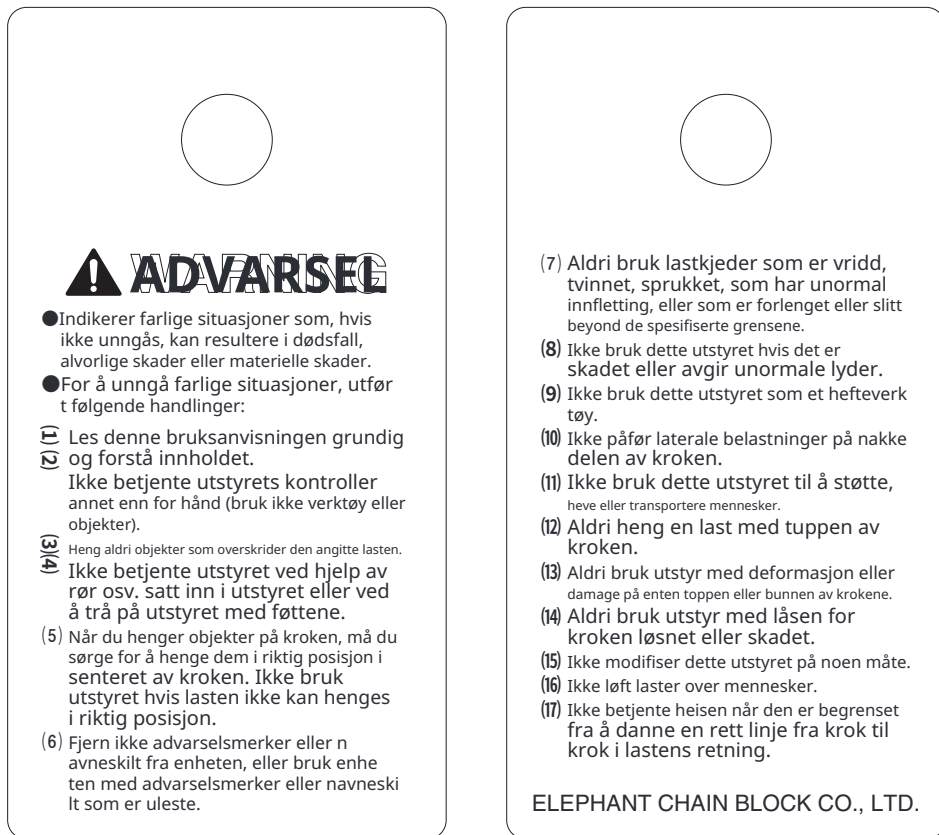 ADVARSEL
●Indikerer farlige situasjoner som, hvis
ikke unngås, kan resultere i dødsfall,
alvorlige skader eller materielle skader.
●For å unngå farlige situasjoner, utfør
t følgende handlinger:
(1) Les denne bruksanvisningen grundig
(2) og forstå innholdet.
Ikke betjente utstyrets kontroller
annet enn for hånd (bruk ikke verktøy eller
objekter).
(3)(4) Heng aldri objekter som overskrider den angitte lasten.
Ikke betjente utstyret ved hjelp av
rør osv. satt inn i utstyret eller ved
å trå på utstyret med føttene.
(5) Når du henger objekter på kroken, må du
sørge for å henge dem i riktig posisjon i
senteret av kroken. Ikke bruk
utstyret hvis lasten ikke kan henges
i riktig posisjon.
(6) Fjern ikke advarselsmerker eller n
avneskilt fra enheten, eller bruk enhe
ten med advarselsmerker eller navneski
lt som er uleste.
(7) Aldri bruk lastkjeder som er vridd,
tvinnet, sprukket, som har unormal
innfletting, eller som er forlenget eller slitt
beyond de spesifiserte grensene.
(8) Ikke bruk dette utstyret hvis det er
skadet eller avgir unormale lyder.
(9) Ikke bruk dette utstyret som et hefteverk
tøy.
(10) Ikke påfør laterale belastninger på nakke
delen av kroken.
(11) Ikke bruk dette utstyret til å støtte,
heve eller transportere mennesker.
(12) Aldri heng en last med tuppen av
kroken.
(13) Aldri bruk utstyr med deformasjon eller
damage på enten toppen eller bunnen av krokene.
(14) Aldri bruk utstyr med låsen for
kroken løsnet eller skadet.
(15) Ikke modifiser dette utstyret på noen måte.
(16) Ikke løft laster over mennesker.
(17) Ikke betjente heisen når den er begrenset
fra å danne en rett linje fra krok til
krok i lastens retning.
ELEPHANT CHAIN BLOCK CO., LTD.